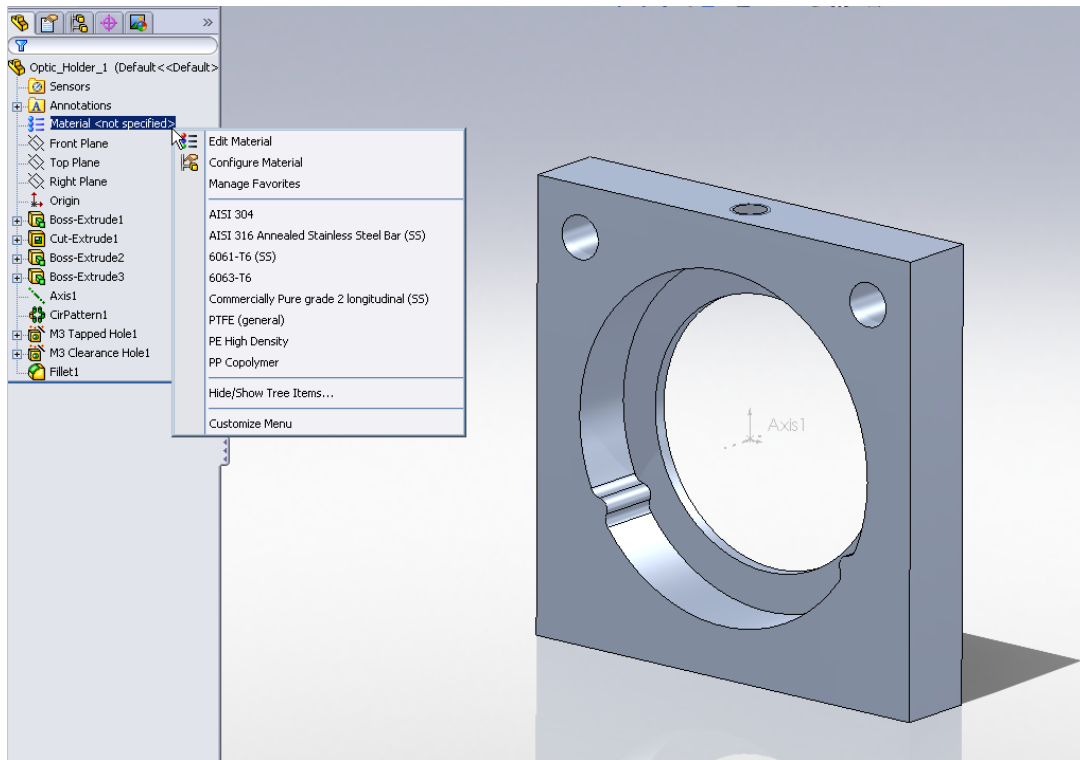 »
Optic_Holder_1 (Default<<Default>
Sensors
Annotations
Material <not specified>
Front Plane
Top Plane
Right Plane
Origin
Boss-Extrude1
Cut-Extrude1
Boss-Extrude2
Boss-Extrude3
Axis1
CirPattern1
M3 Tapped Hole1
M3 Clearance Hole1
Fillet1
Edit Material
Configure Material
Manage Favorites
AISI 304
AISI 316 Annealed Stainless Steel Bar (SS)
6061-T6 (SS)
6063-T6
Commercially Pure grade 2 longitudinal (SS)
PTFE (general)
PE High Density
PP Copolymer
Hide/Show Tree Items...
Customize Menu
Axis1